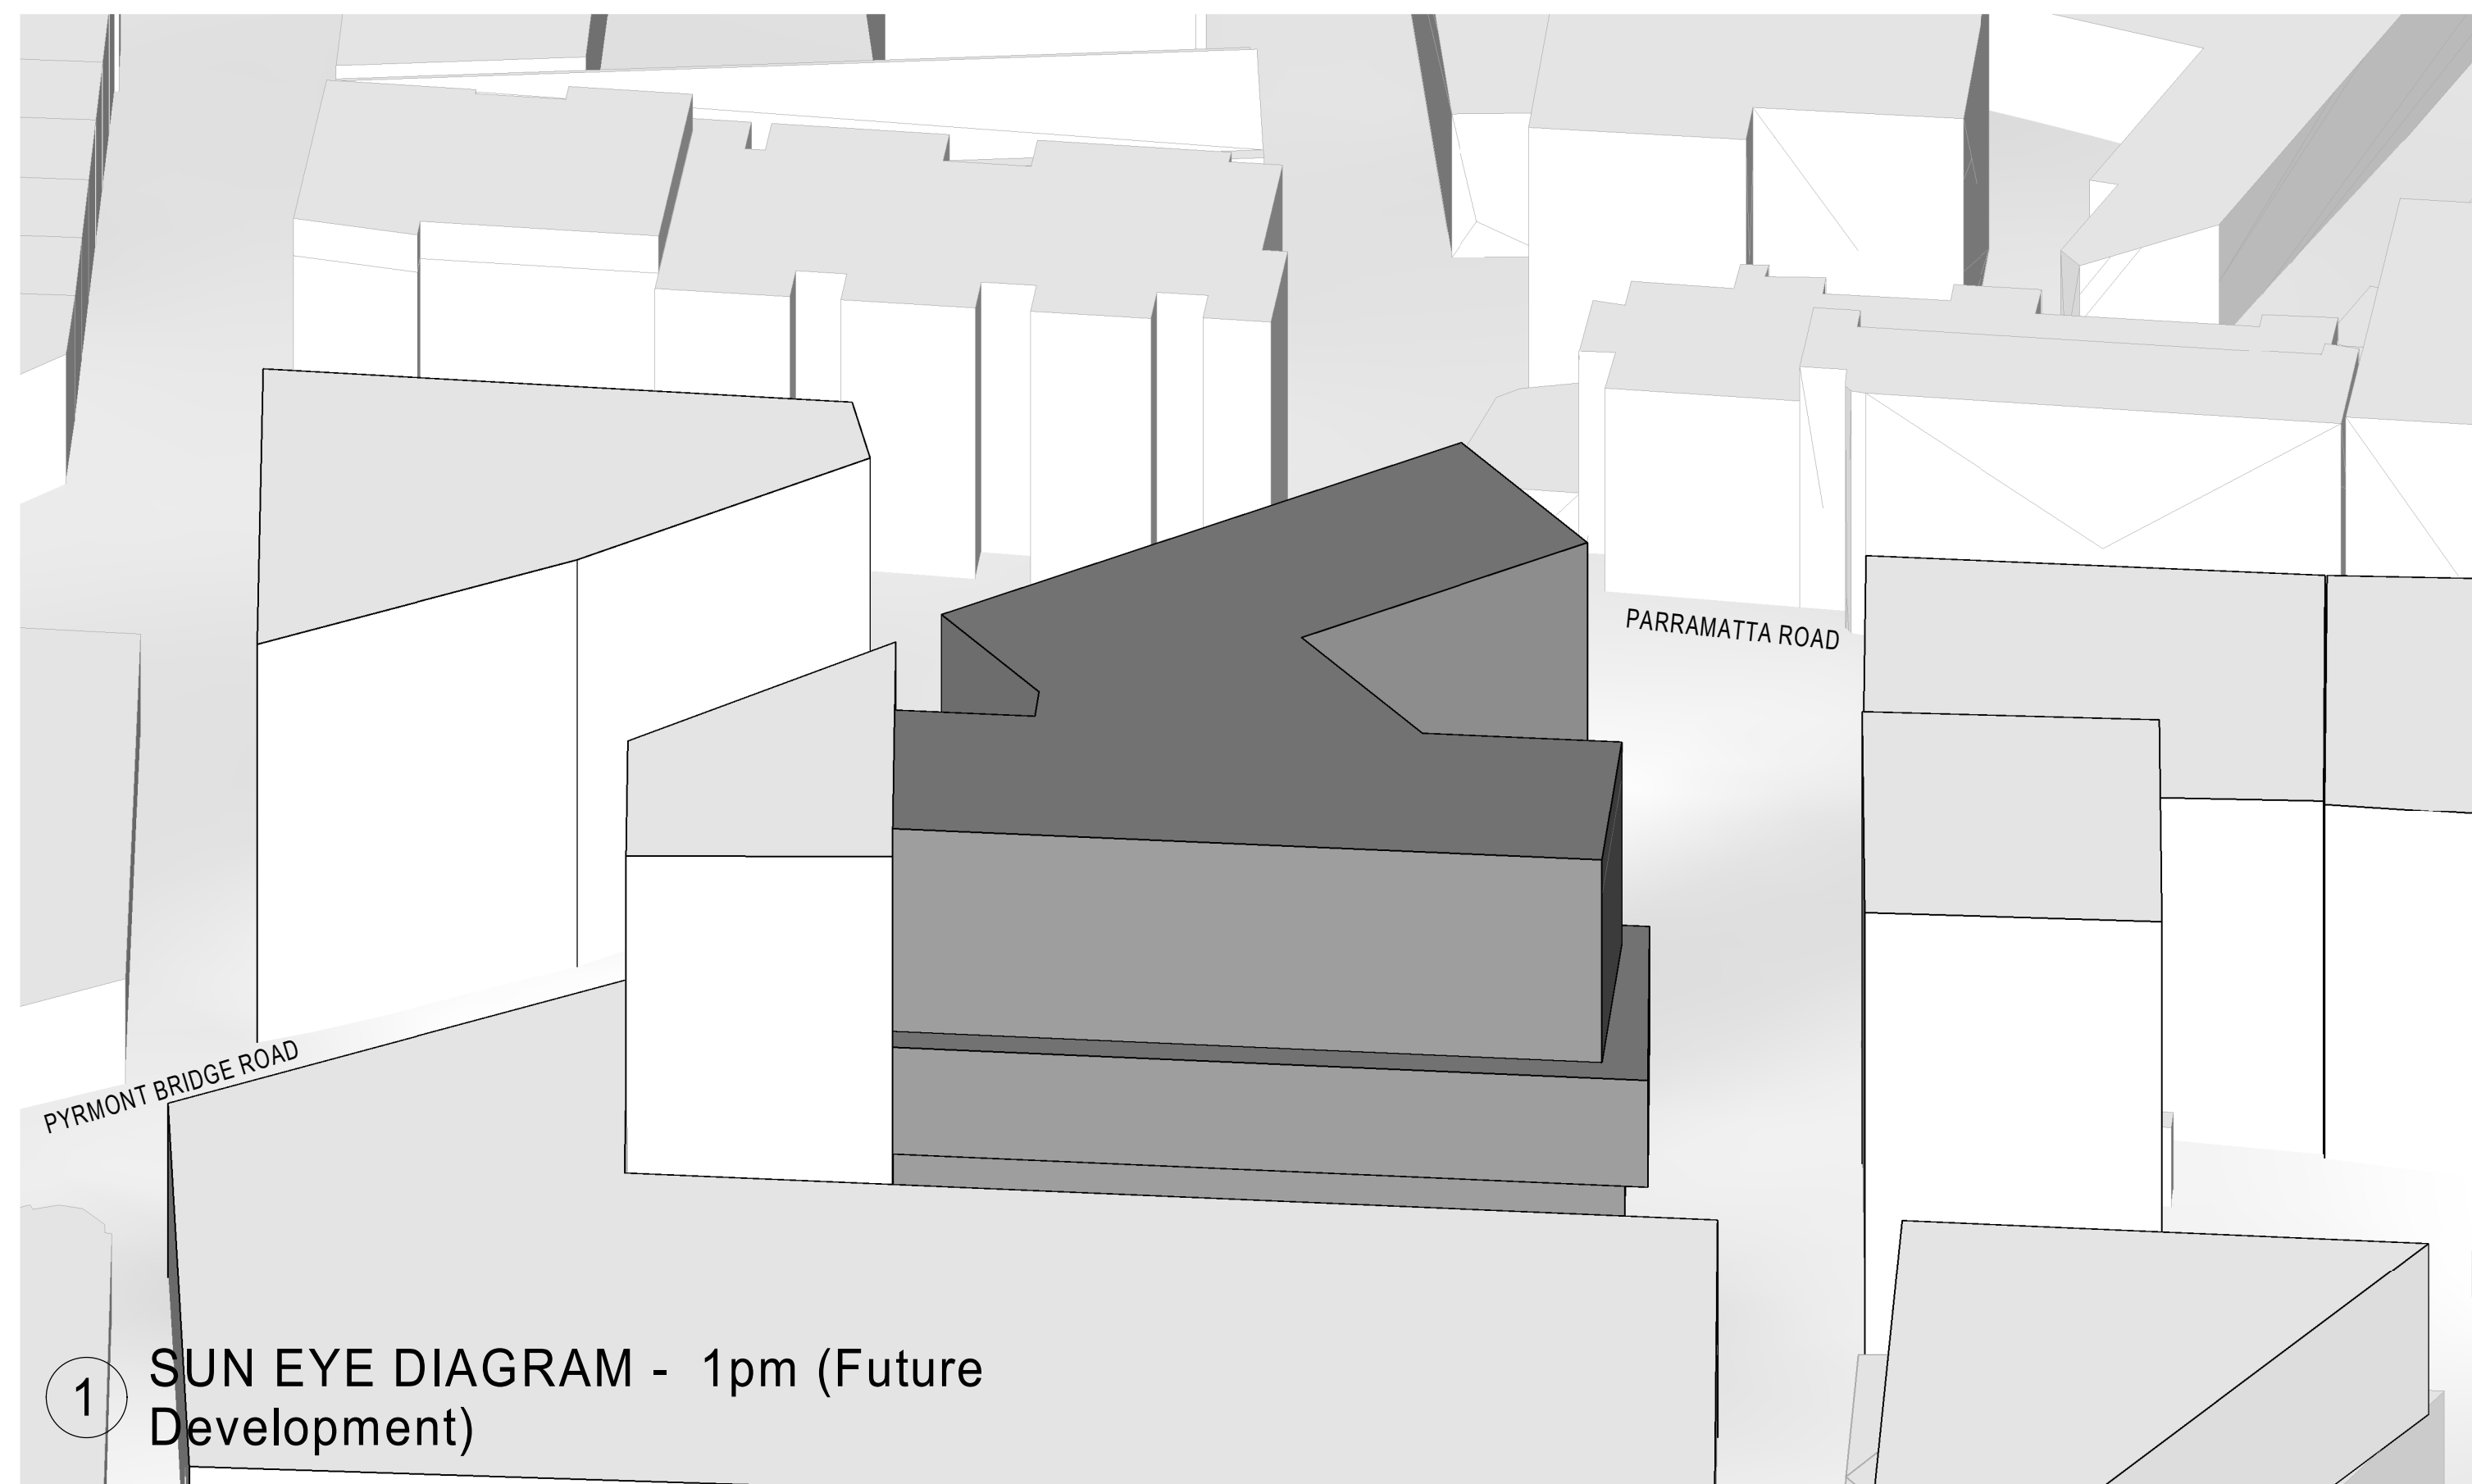 PARRAMATTA ROAD
PYRMONT BRIDGE ROAD
1
SUN EYE DIAGRAM - 1pm (Future
Development)